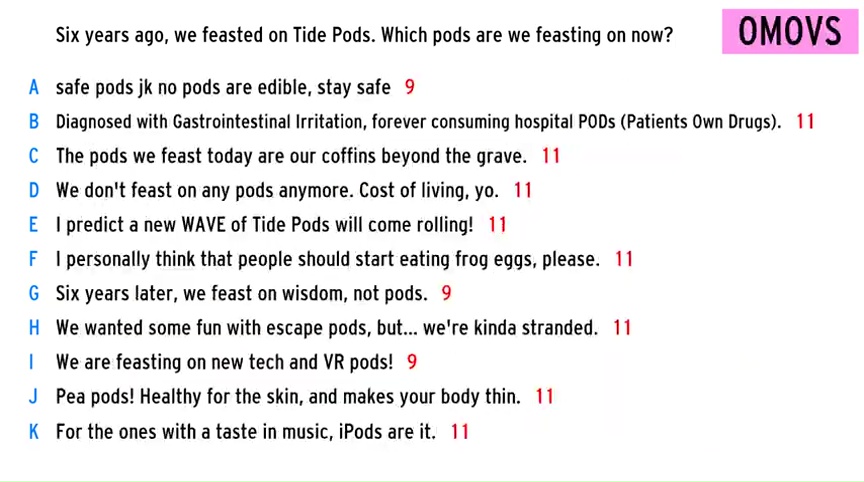 Six years ago, we feasted on Tide Pods. Which pods are we feasting on now?
OMOVS
A safe pods jk no pods are edible, stay safe 9
B Diagnosed with Gastrointestinal Irritation, forever consuming hospital PODs (Patients Own Drugs). 11
C The pods we feast today are our coffins beyond the grave. 11
D We don't feast on any pods anymore. Cost of living, yo. 11
E I predict a new WAVE of Tide Pods will come rolling! 11
F I personally think that people should start eating frog eggs, please. 11
G Six years later, we feast on wisdom, not pods. 9
H We wanted some fun with escape pods, but... we're kinda stranded. 11
I We are feasting on new tech and VR pods! 9
J Pea pods! Healthy for the skin, and makes your body thin. 11
K For the ones with a taste in music, iPods are it. 11